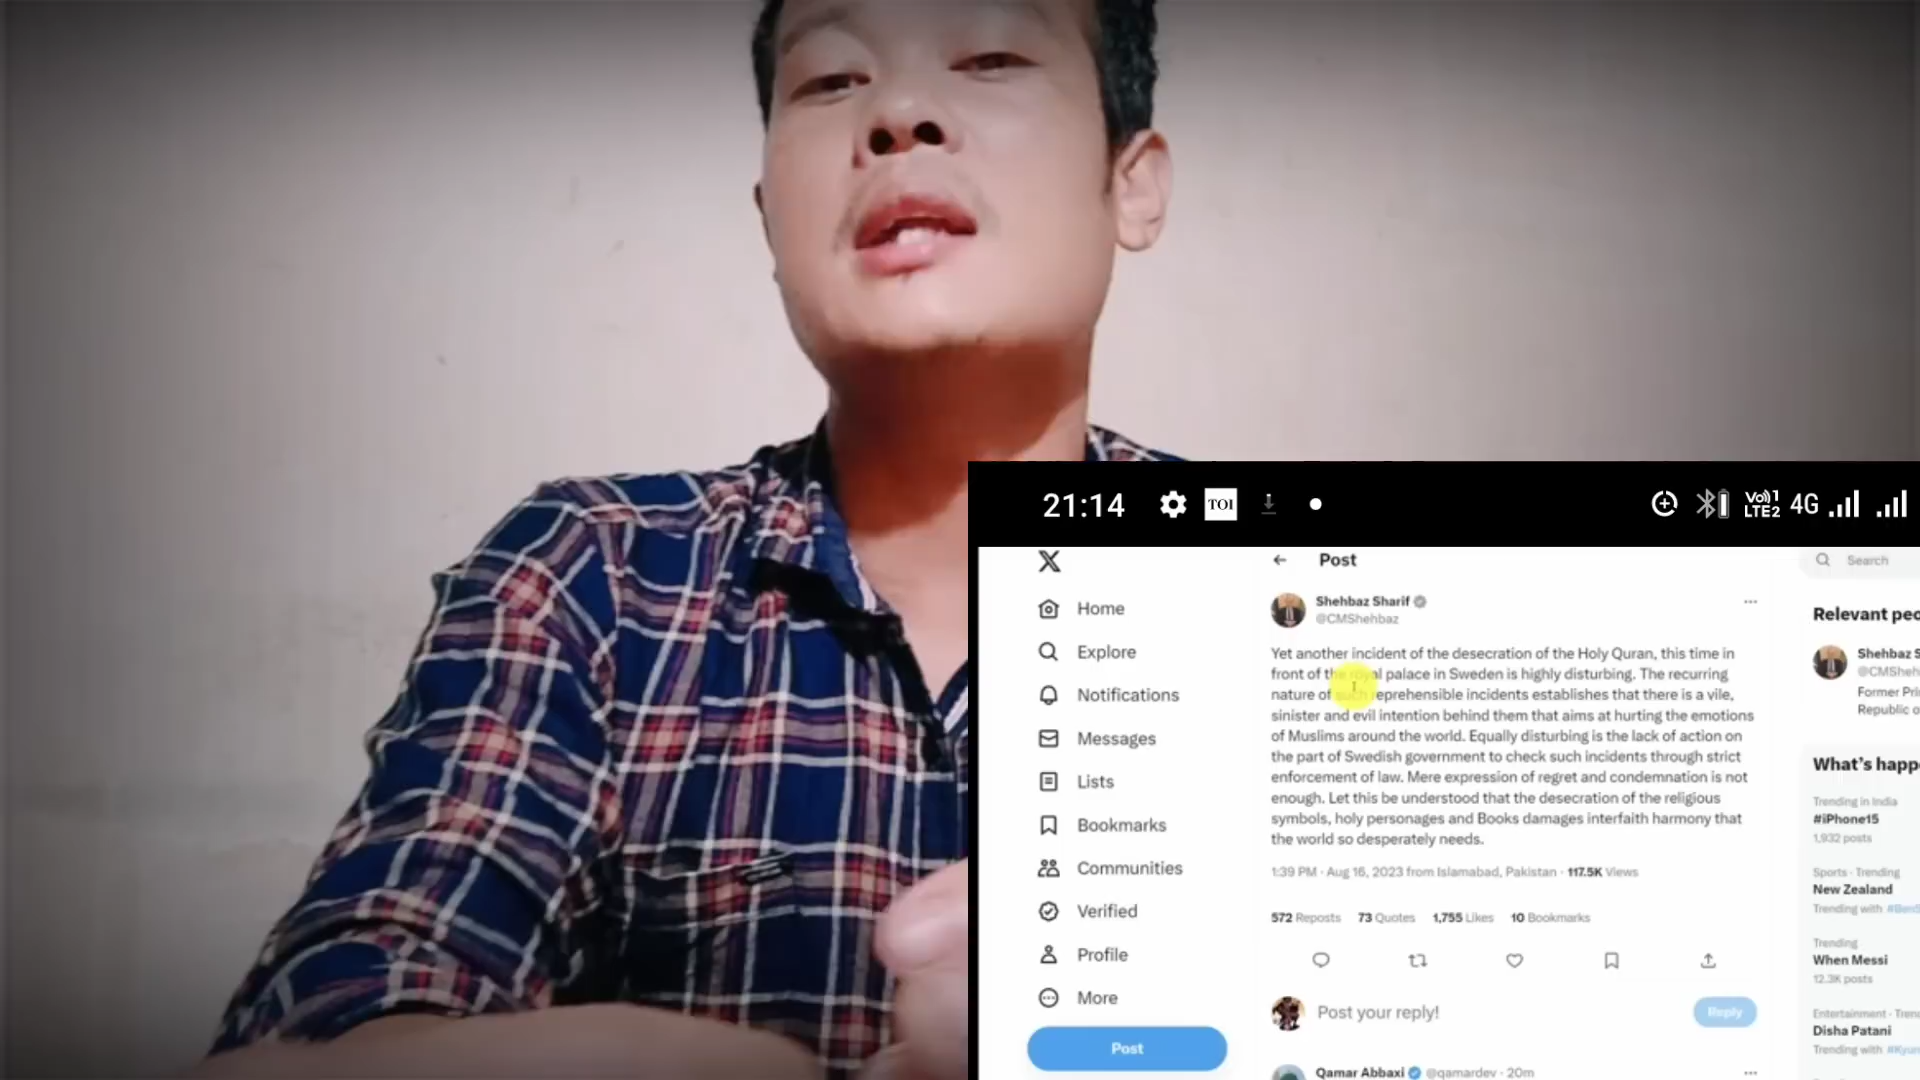 21:14
TOI
Vo)) 1
LTE2
4G
Post
Search
Home
Explore
Notifications
Messages
Lists
Bookmarks
Communities
Verified
Profile
More
Post
Shehbaz Sharif
@CMShehbaz
Yet another incident of the desecration of the Holy Quran, this time in
front of the royal palace in Sweden is highly disturbing. The recurring
nature of such reprehensible incidents establishes that there is a vile,
sinister and evil intention behind them that aims at hurting the emotions
of Muslims around the world. Equally disturbing is the lack of action on
the part of Swedish government to check such incidents through strict
enforcement of law. Mere expression of regret and condemnation is not
enough. Let this be understood that the desecration of the religious
symbols, holy personages and Books damages interfaith harmony that
the world so desperately needs.
1:39 PM · Aug 16, 2023 from Islamabad, Pakistan · 117.5K Views
572 Reposts 73 Quotes 1,755 Likes 10 Bookmarks
Post your reply!
Reply
Qamar Abbaxi @qamardev · 20m
Relevant peo
Shehbaz S
@CMSheh
Former Pri
Republic o
What's happe
Trending in India
#iPhone15
1,932 posts
Sports · Trending
New Zealand
Trending with #BenS
Trending
When Messi
12.3K posts
Entertainment · Tren
Disha Patani
Trending with #Kyun